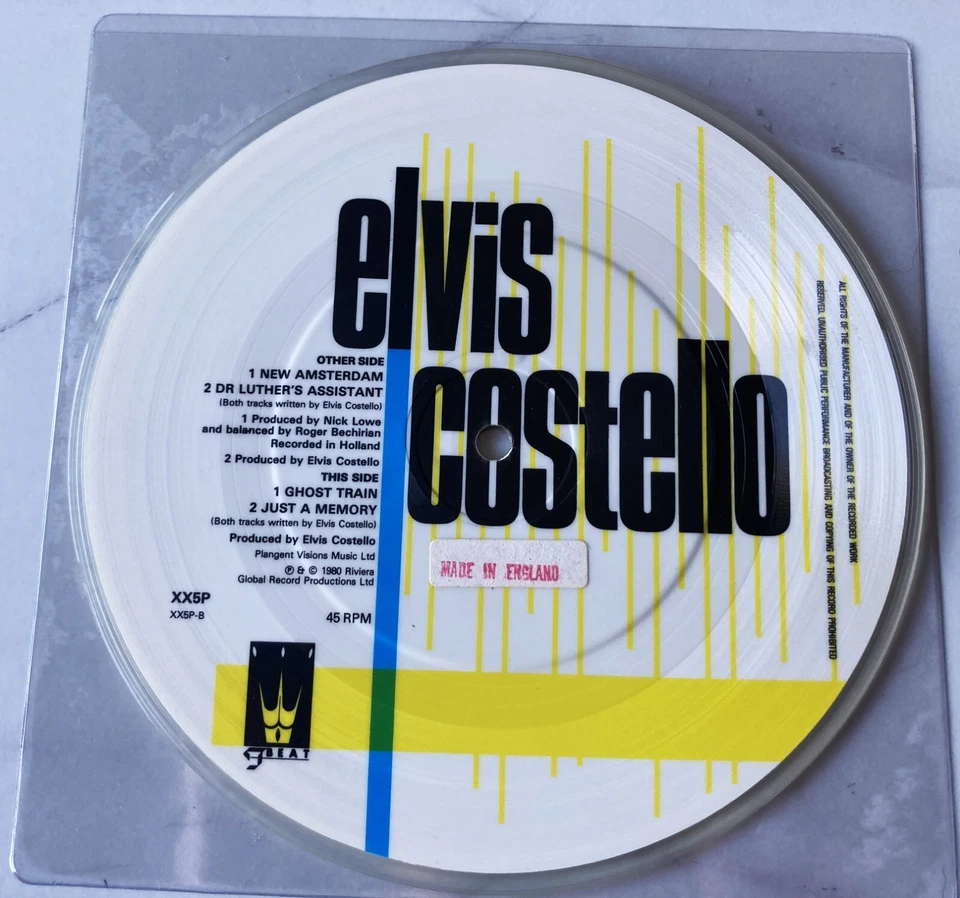 elvis
costello
OTHER SIDE
1 NEW AMSTERDAM
2 DR LUTHER'S ASSISTANT
(Both tracks written by Elvis Costello)
1 Produced by Nick Lowe
and balanced by Roger Bechirian
Recorded in Holland
2 Produced by Elvis Costello
THIS SIDE
1 GHOST TRAIN
2 JUST A MEMORY
(Both tracks written by Elvis Costello)
Produced by Elvis Costello
Plangent Visions Music Ltd
℗ & © 1980 Riviera
Global Record Productions Ltd
XX5P
XX5P-B
45 RPM
MADE IN ENGLAND
F BEAT
ALL RIGHTS OF THE MANUFACTURER AND OF THE OWNER OF THE RECORDED WORK
RESERVED. UNAUTHORISED PUBLIC PERFORMANCE BROADCASTING AND COPYING OF THIS RECORD PROHIBITED